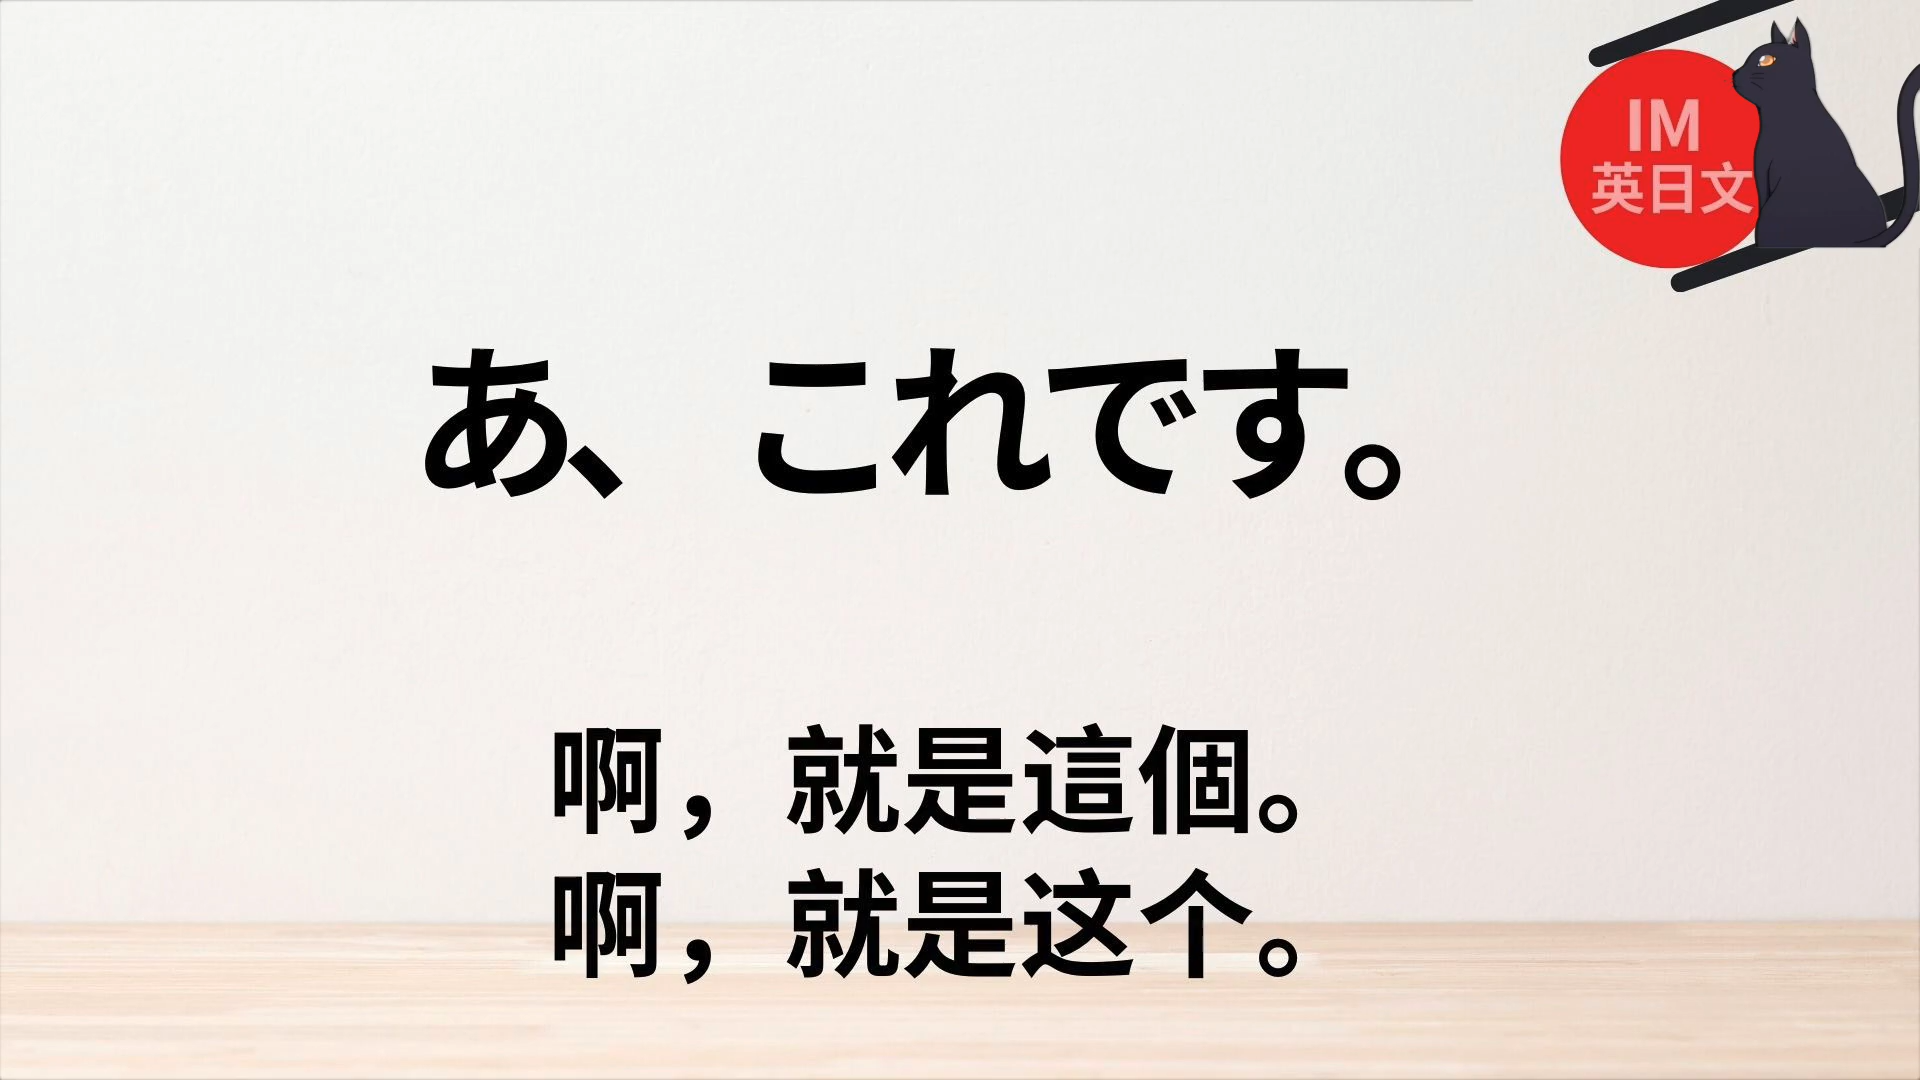 IM
英日文
あ、これです。
啊，就是這個。
啊，就是这个。